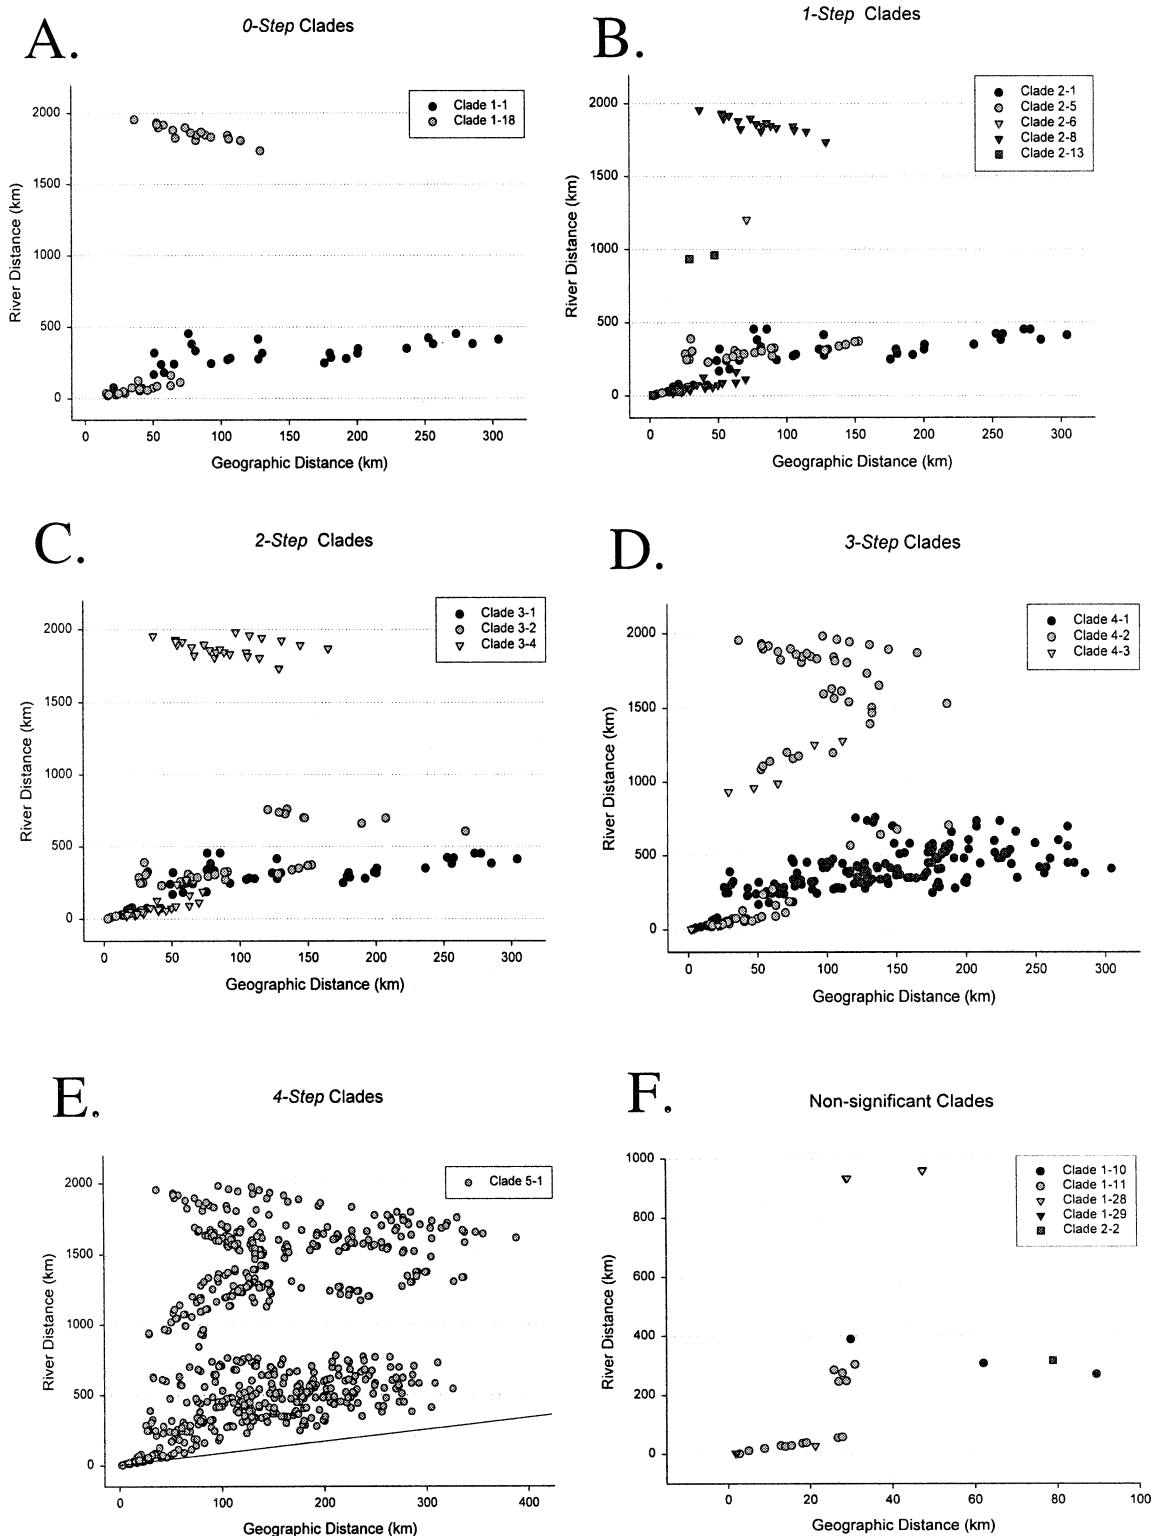 A.
0-Step Clades
Clade 1-1
Clade 1-18
River Distance (km)
2000
1500
1000
500
0
0 50 100 150 200 250 300
Geographic Distance (km)
B.
1-Step Clades
Clade 2-1
Clade 2-5
Clade 2-6
Clade 2-8
Clade 2-13
River Distance (km)
2000
1500
1000
500
0
0 50 100 150 200 250 300
Geographic Distance (km)
C.
2-Step Clades
Clade 3-1
Clade 3-2
Clade 3-4
River Distance (km)
2000
1500
1000
500
0
0 50 100 150 200 250 300
Geographic Distance (km)
D.
3-Step Clades
Clade 4-1
Clade 4-2
Clade 4-3
River Distance (km)
2000
1500
1000
500
0
0 50 100 150 200 250 300
Geographic Distance (km)
E.
4-Step Clades
Clade 5-1
River Distance (km)
2000
1500
1000
500
0
0 100 200 300 400
Geographic Distance (km)
F.
Non-significant Clades
Clade 1-10
Clade 1-11
Clade 1-28
Clade 1-29
Clade 2-2
River Distance (km)
1000
800
600
400
200
0
0 20 40 60 80 100
Geographic Distance (km)